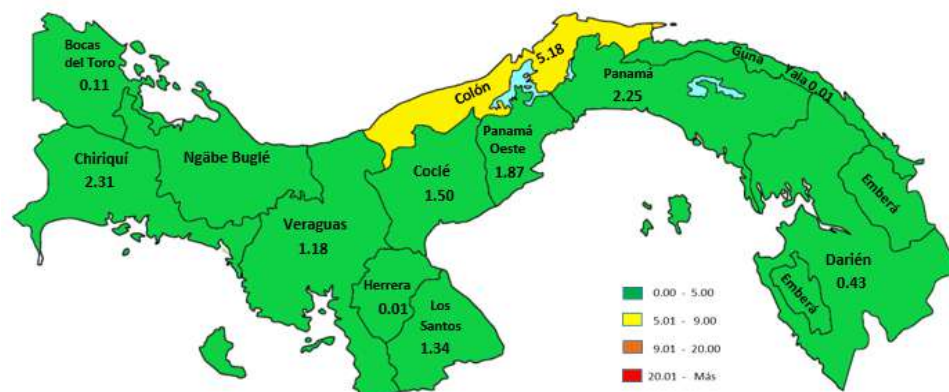 Bocas
del Toro
0.11
Chiriquí
2.31
Ngäbe Buglé
Veraguas
1.18
Herrera
0.01
Los
Santos
1.34
Coclé
1.50
Colón
5.18
Panamá
Oeste
1.87
Panamá
2.25
Guna
Yala 0.01
Emberá
Darién
0.43
Emberá
0.00 - 5.00
5.01 - 9.00
9.01 - 20.00
20.01 - Más